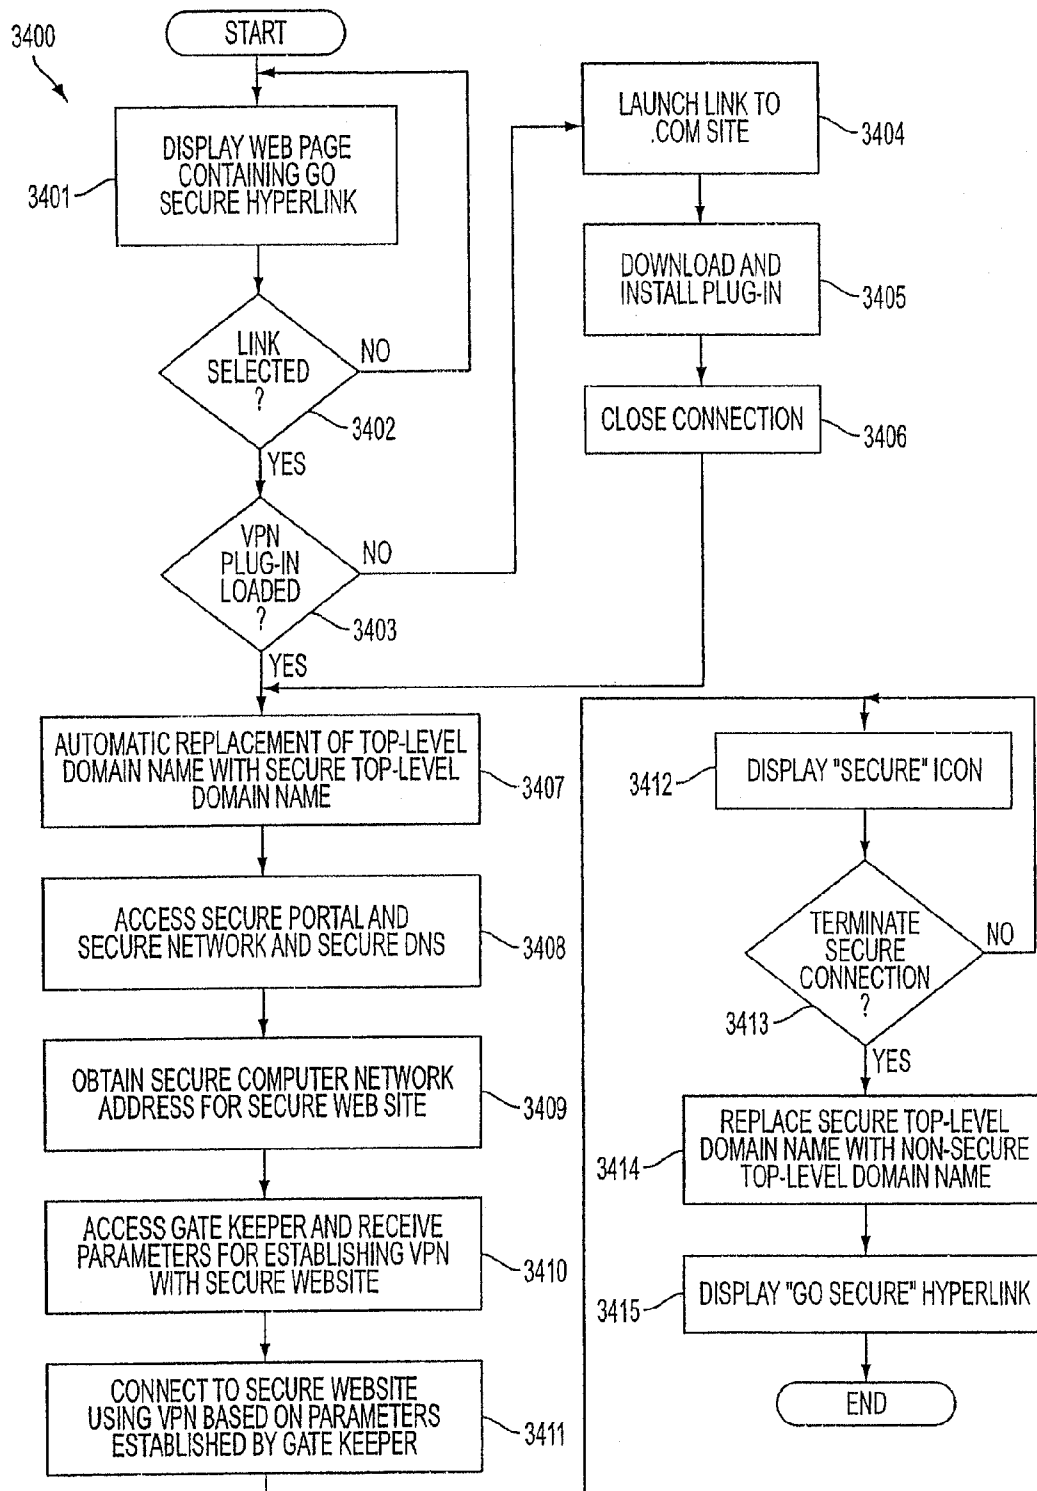 3400
START
DISPLAY WEB PAGE
CONTAINING GO
SECURE HYPERLINK
3401
LINK
SELECTED
?
NO
3402
YES
VPN
PLUG-IN
LOADED
?
NO
3403
YES
LAUNCH LINK TO
.COM SITE
3404
DOWNLOAD AND
INSTALL PLUG-IN
3405
CLOSE CONNECTION
3406
AUTOMATIC REPLACEMENT OF TOP-LEVEL
DOMAIN NAME WITH SECURE TOP-LEVEL
DOMAIN NAME
3407
ACCESS SECURE PORTAL AND
SECURE NETWORK AND SECURE DNS
3408
OBTAIN SECURE COMPUTER NETWORK
ADDRESS FOR SECURE WEB SITE
3409
ACCESS GATE KEEPER AND RECEIVE
PARAMETERS FOR ESTABLISHING VPN
WITH SECURE WEBSITE
3410
CONNECT TO SECURE WEBSITE
USING VPN BASED ON PARAMETERS
ESTABLISHED BY GATE KEEPER
3411
3412
DISPLAY "SECURE" ICON
TERMINATE
SECURE
CONNECTION
?
NO
3413
YES
REPLACE SECURE TOP-LEVEL
DOMAIN NAME WITH NON-SECURE
TOP-LEVEL DOMAIN NAME
3414
DISPLAY "GO SECURE" HYPERLINK
3415
END